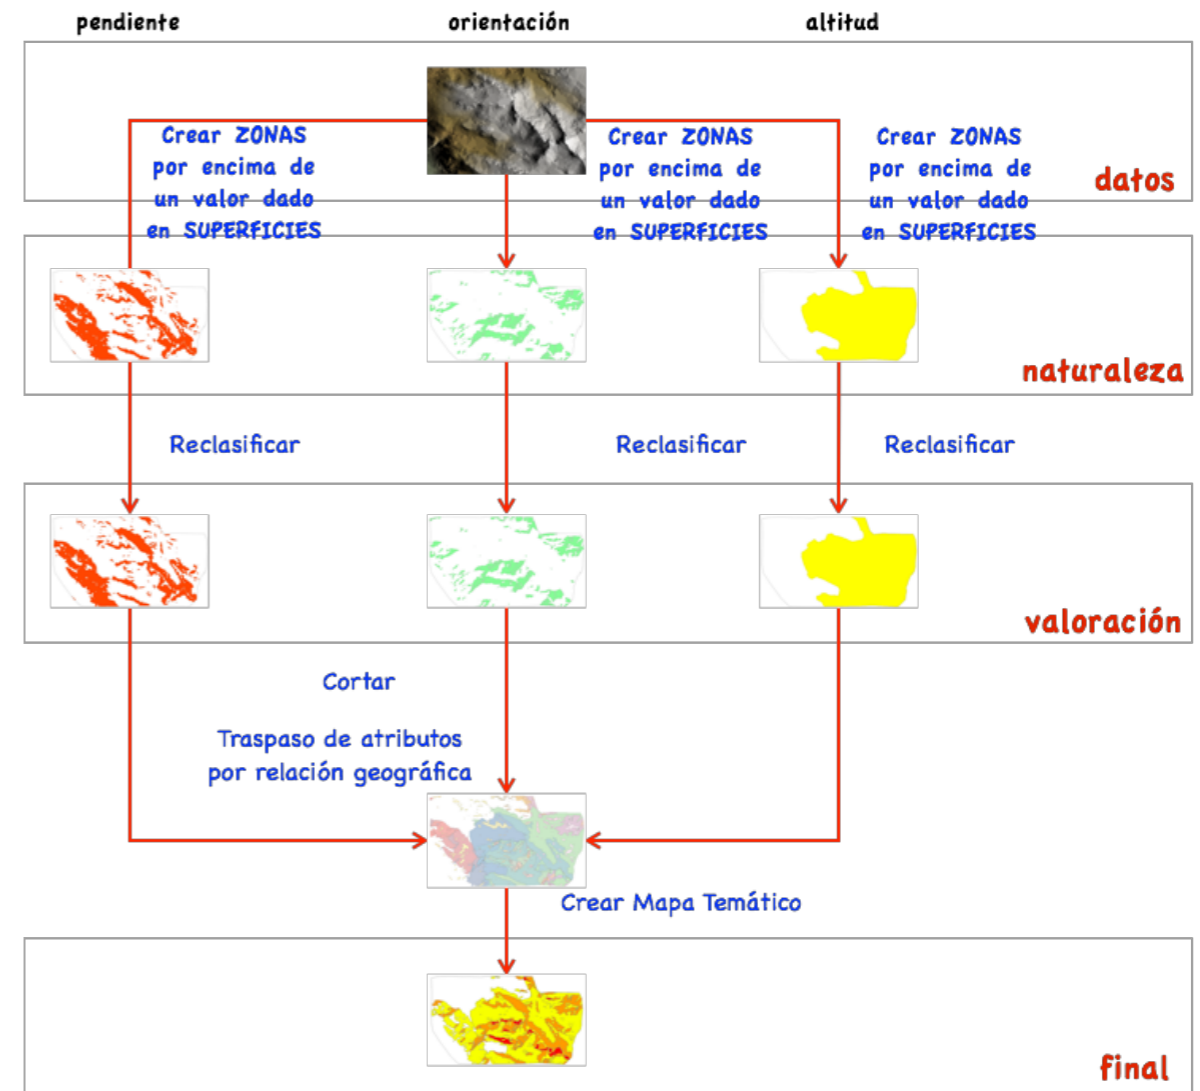 pendiente
orientación
altitud
Crear ZONAS
por encima de
un valor dado
en SUPERFICIES
Crear ZONAS
por encima de
un valor dado
en SUPERFICIES
Crear ZONAS
por encima de
un valor dado
en SUPERFICIES
datos
naturaleza
Reclasificar
Reclasificar
Reclasificar
valoración
Cortar
Traspaso de atributos
por relación geográfica
Crear Mapa Temático
final